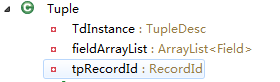 Tuple
TdInstance : TupleDesc
fieldArrayList : ArrayList<Field>
tpRecordId : RecordId